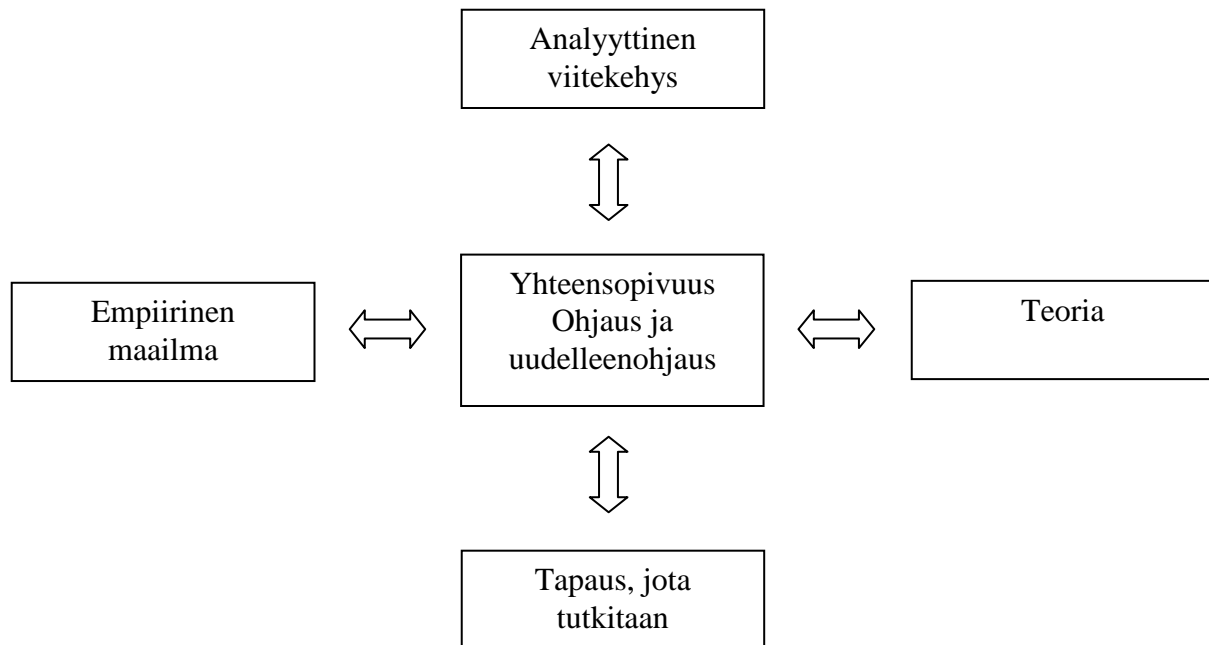 Analyyttinen
viitekehys
Empiirinen
maailma
Yhteensopivuus
Ohjaus ja
uudelleenohjaus
Teoria
Tapaus, jota
tutkitaan